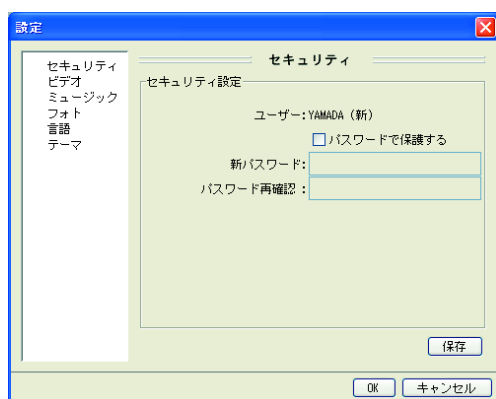 設定
セキュリティ
ビデオ
ミュージック
フォト
言語
テーマ
セキュリティ
セキュリティ設定
ユーザー:YAMADA (新)
パスワードで保護する
新パスワード:
パスワード再確認 :
保存
OK
キャンセル